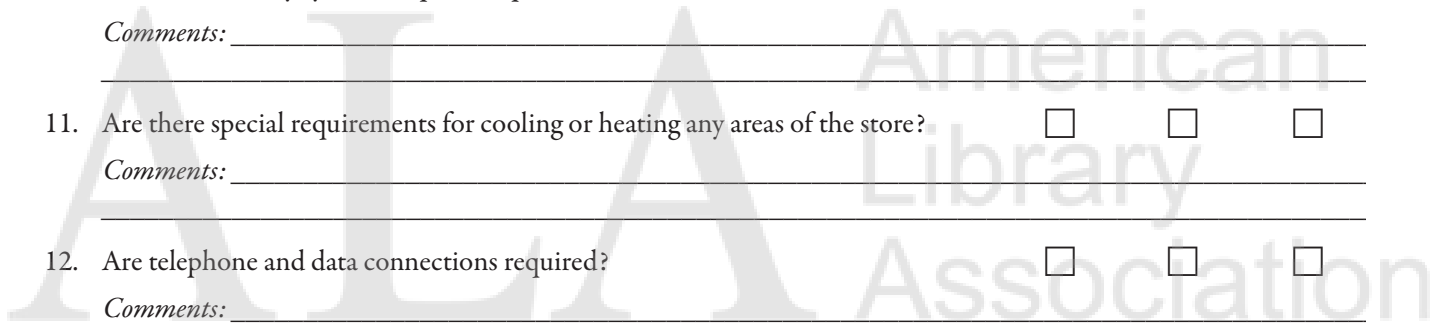 Comments:
11. Are there special requirements for cooling or heating any areas of the store?
Comments:
12. Are telephone and data connections required?
Comments:
ALA American
Library
Association